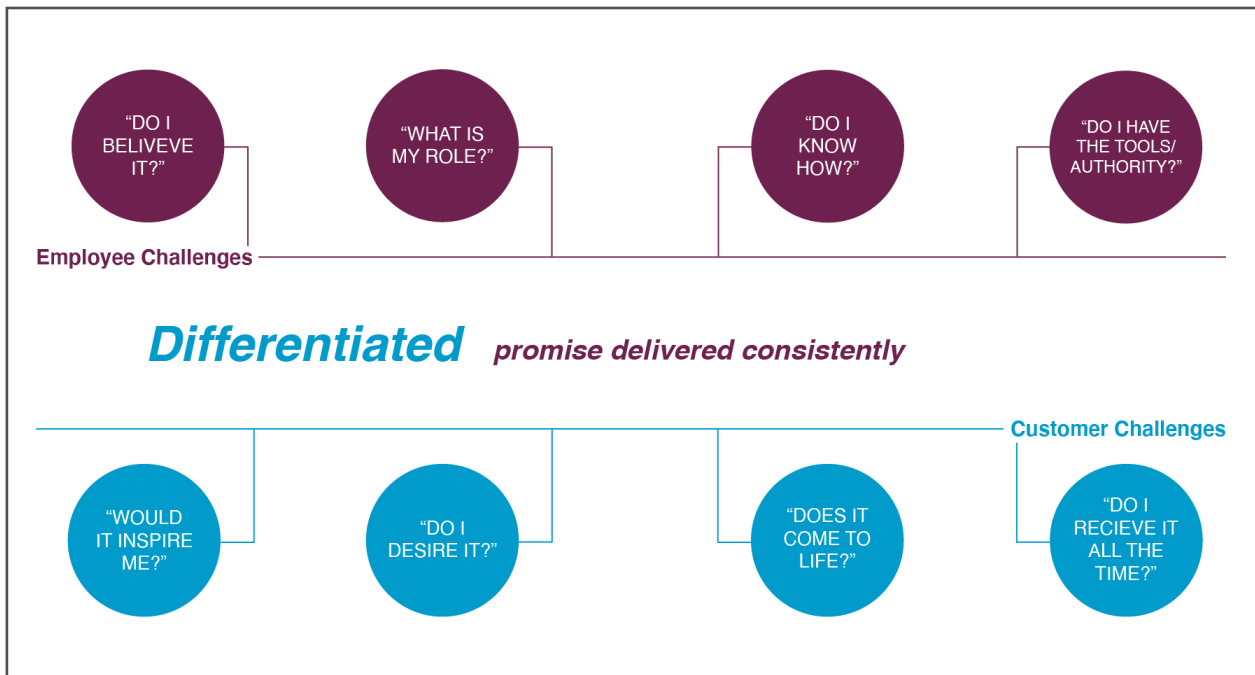 “DO I
BELIVEVE
IT?”
“WHAT IS
MY ROLE?”
“DO I
KNOW
HOW?”
“DO I HAVE
THE TOOLS/
AUTHORITY?”
Employee Challenges
Differentiated promise delivered consistently
Customer Challenges
“WOULD
IT INSPIRE
ME?”
“DO I
DESIRE IT?”
“DOES IT
COME TO
LIFE?”
“DO I
RECIEVE IT
ALL THE
TIME?”